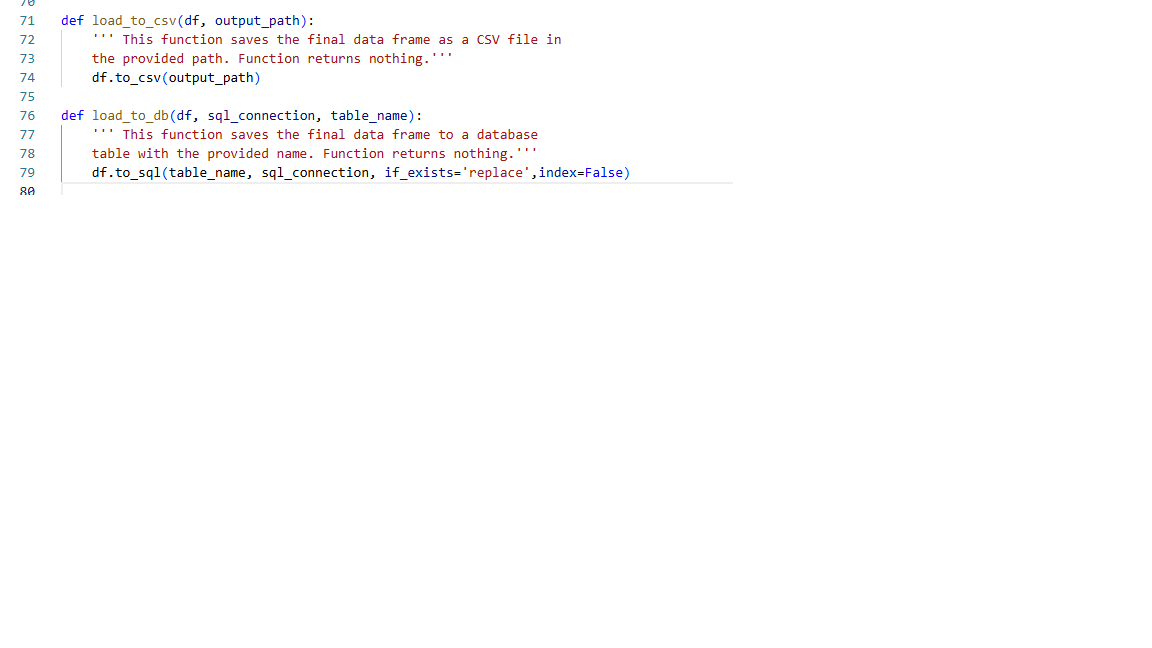 70
71 def load_to_csv(df, output_path):
72     ''' This function saves the final data frame as a CSV file in
73     the provided path. Function returns nothing.'''
74     df.to_csv(output_path)
75
76 def load_to_db(df, sql_connection, table_name):
77     ''' This function saves the final data frame to a database
78     table with the provided name. Function returns nothing.'''
79     df.to_sql(table_name, sql_connection, if_exists='replace',index=False)
80